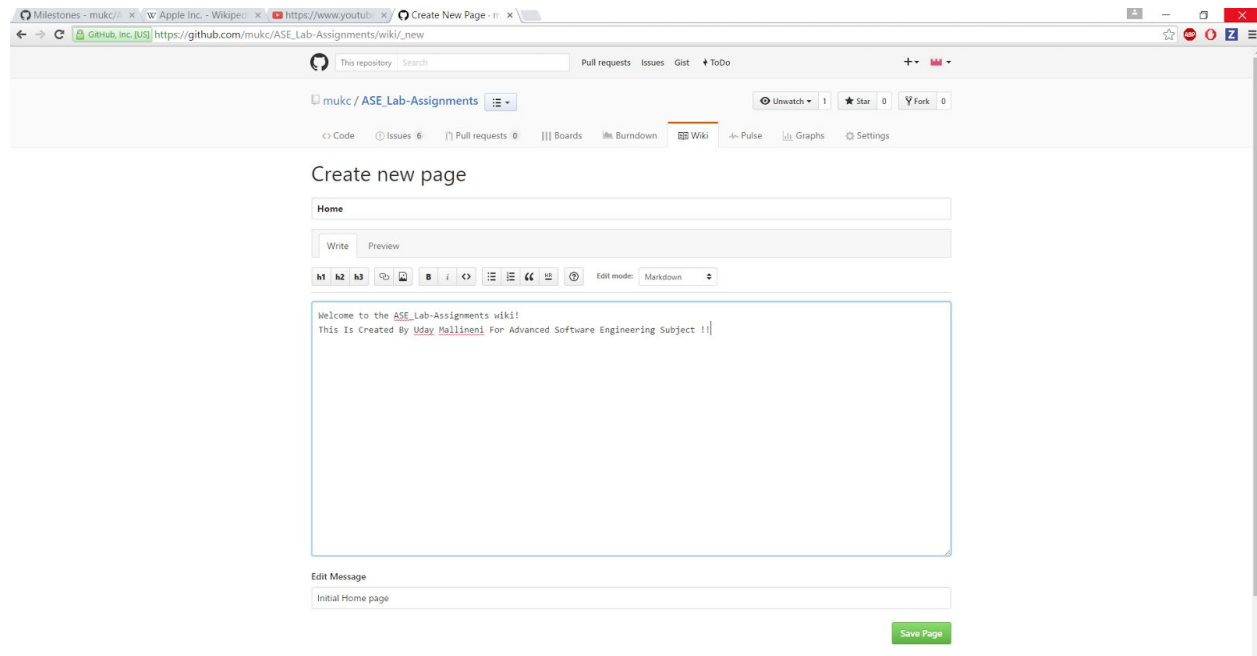 Milestones - mukc/A
Apple Inc. - Wikiped
https://www.youtub
Create New Page - m
GitHub, Inc. [US] https://github.com/mukc/ASE_Lab-Assignments/wiki/_new
ABP
Z
This repository Search Pull requests Issues Gist ToDo
mukc / ASE_Lab-Assignments Unwatch 1 Star 0 Fork 0
Code Issues 6 Pull requests 0 Boards Burndown Wiki Pulse Graphs Settings
Create new page
Home
Write Preview
h1 h2 h3 B i <> “ HR ? Edit mode: Markdown
Welcome to the ASE_Lab-Assignments wiki!
This Is Created By Uday Mallineni For Advanced Software Engineering Subject !!
Edit Message
Initial Home page
Save Page